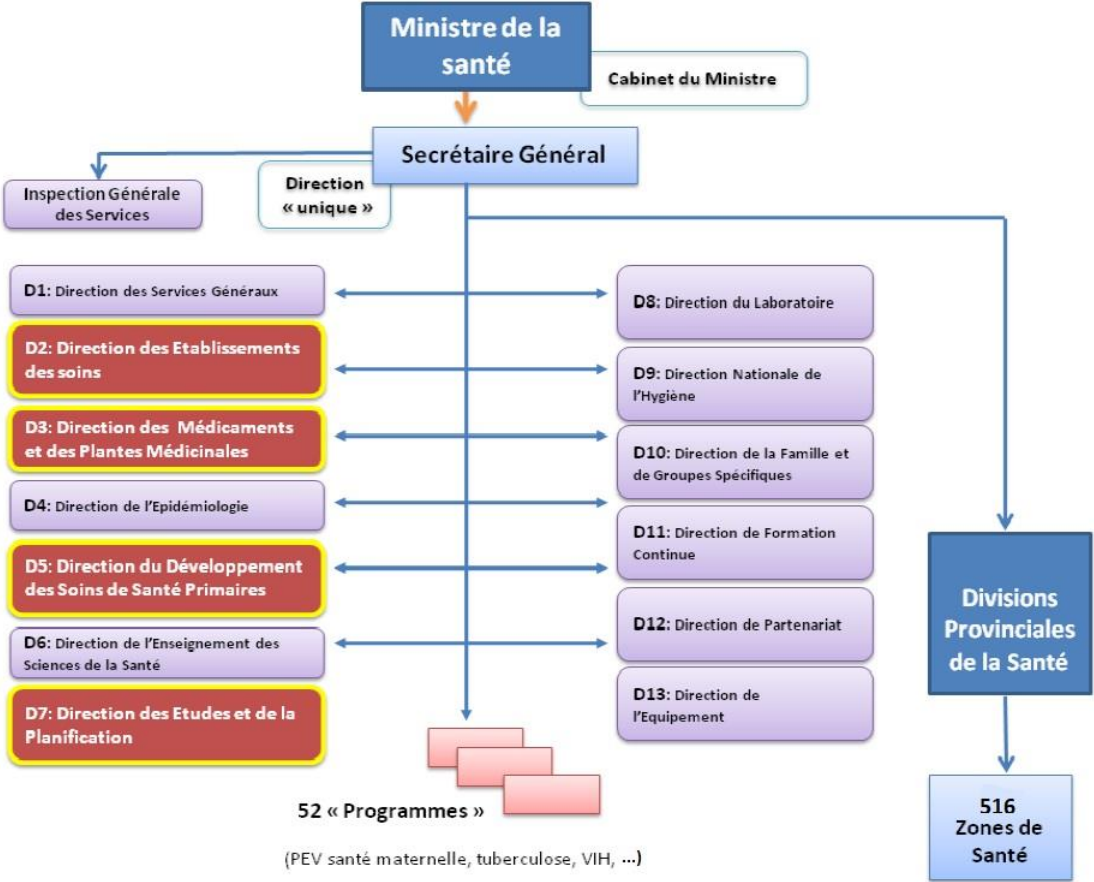 Ministre de la
santé
Cabinet du Ministre
Secrétaire Général
Inspection Générale
des Services
Direction
« unique »
D1: Direction des Services Généraux
D2: Direction des Etablissements
des soins
D3: Direction des Médicaments
et des Plantes Médicinales
D4: Direction de l'Epidémiologie
D5: Direction du Développement
des Soins de Santé Primaires
D6: Direction de l'Enseignement des
Sciences de la Santé
D7: Direction des Etudes et de la
Planification
D8: Direction du Laboratoire
D9: Direction Nationale de
l'Hygiène
D10: Direction de la Famille et
de Groupes Spécifiques
D11: Direction de Formation
Continue
D12: Direction de Partenariat
D13: Direction de
l'Equipement
Divisions
Provinciales
de la Santé
516
Zones de
Santé
52 « Programmes »
(PEV santé maternelle, tuberculose, VIH, ...)